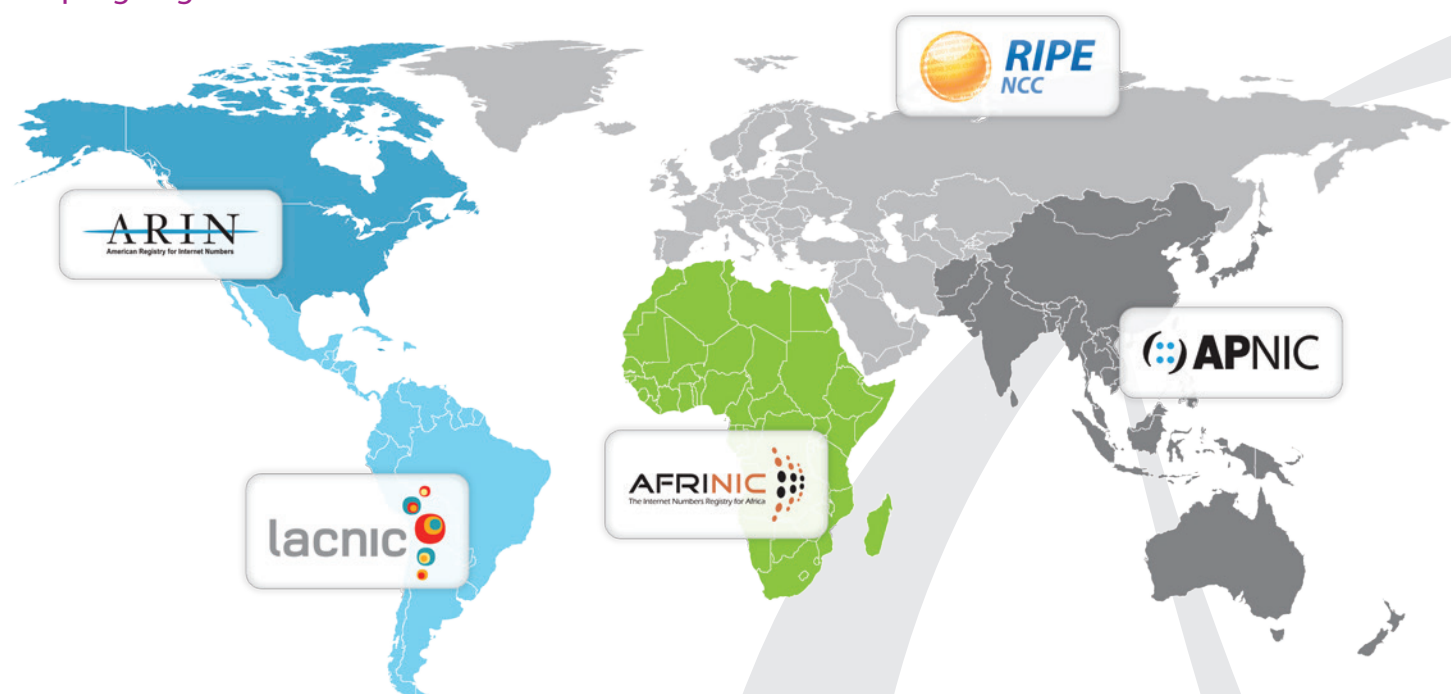 RIPE
NCC
ARIN
American Registry for Internet Numbers
APNIC
AFRINIC
The Internet Numbers Registry for Africa
lacnic